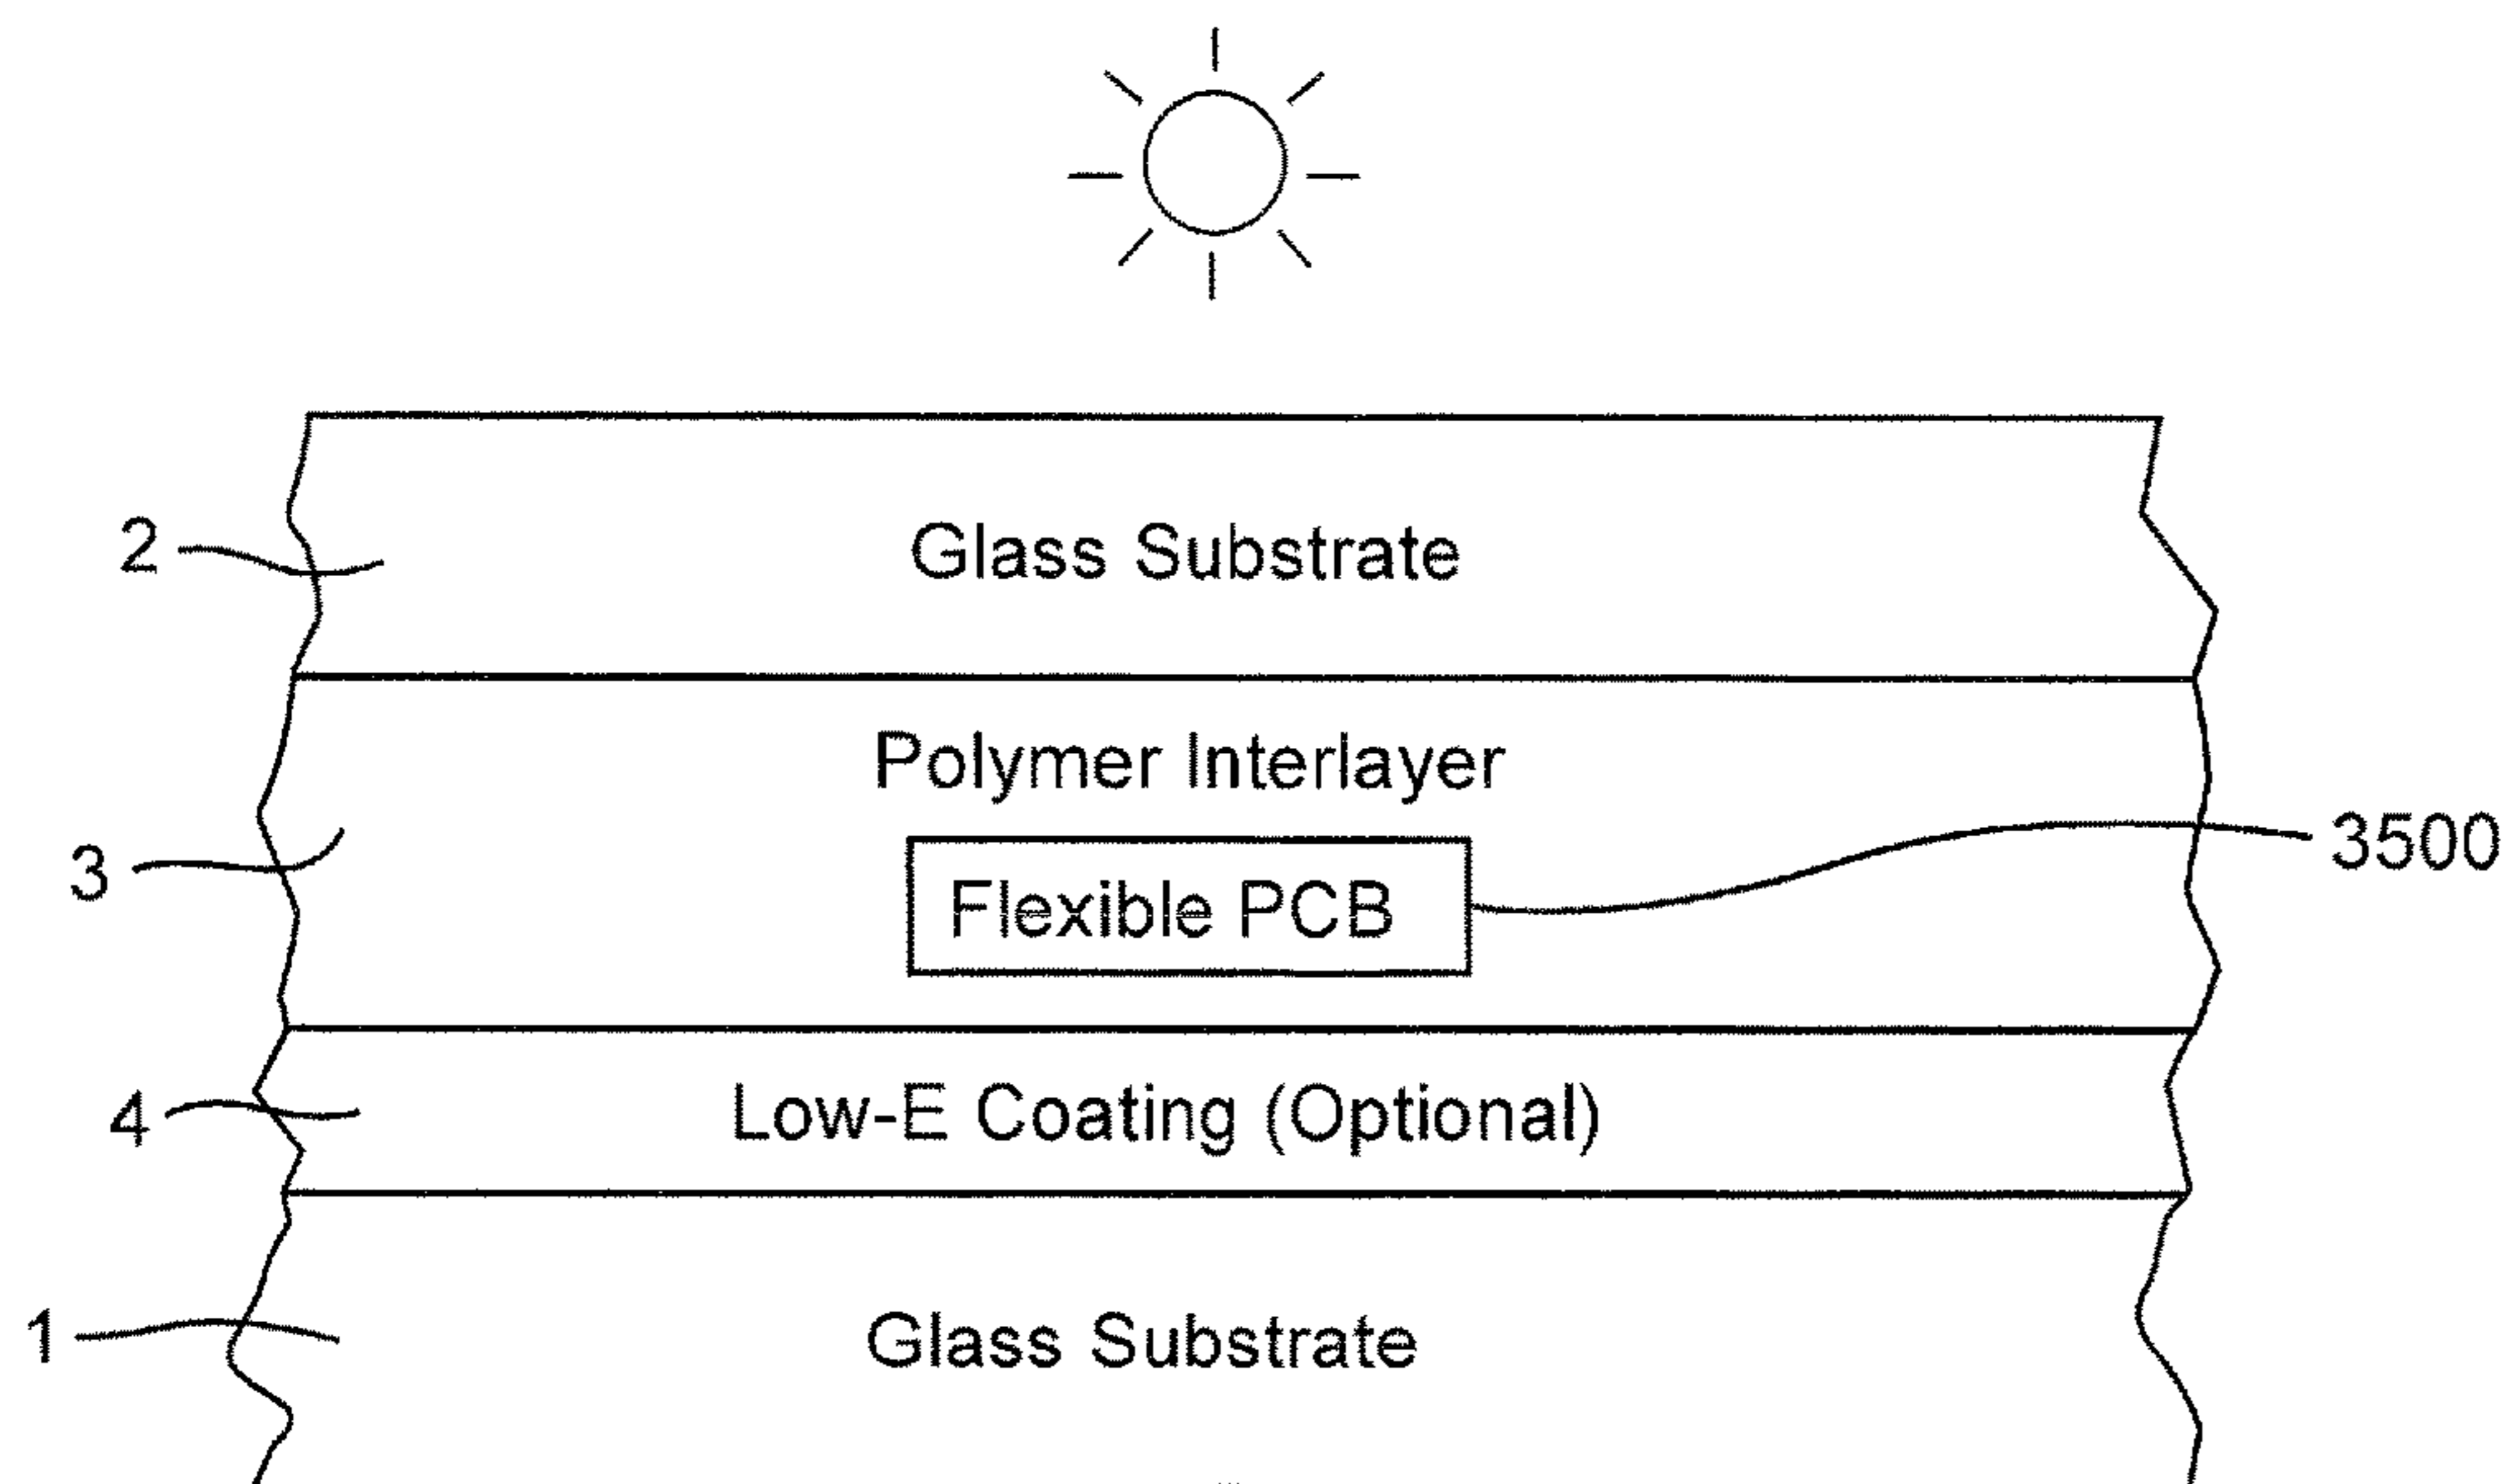 2
Glass Substrate
Polymer Interlayer
3
Flexible PCB
3500
4
Low-E Coating (Optional)
1
Glass Substrate